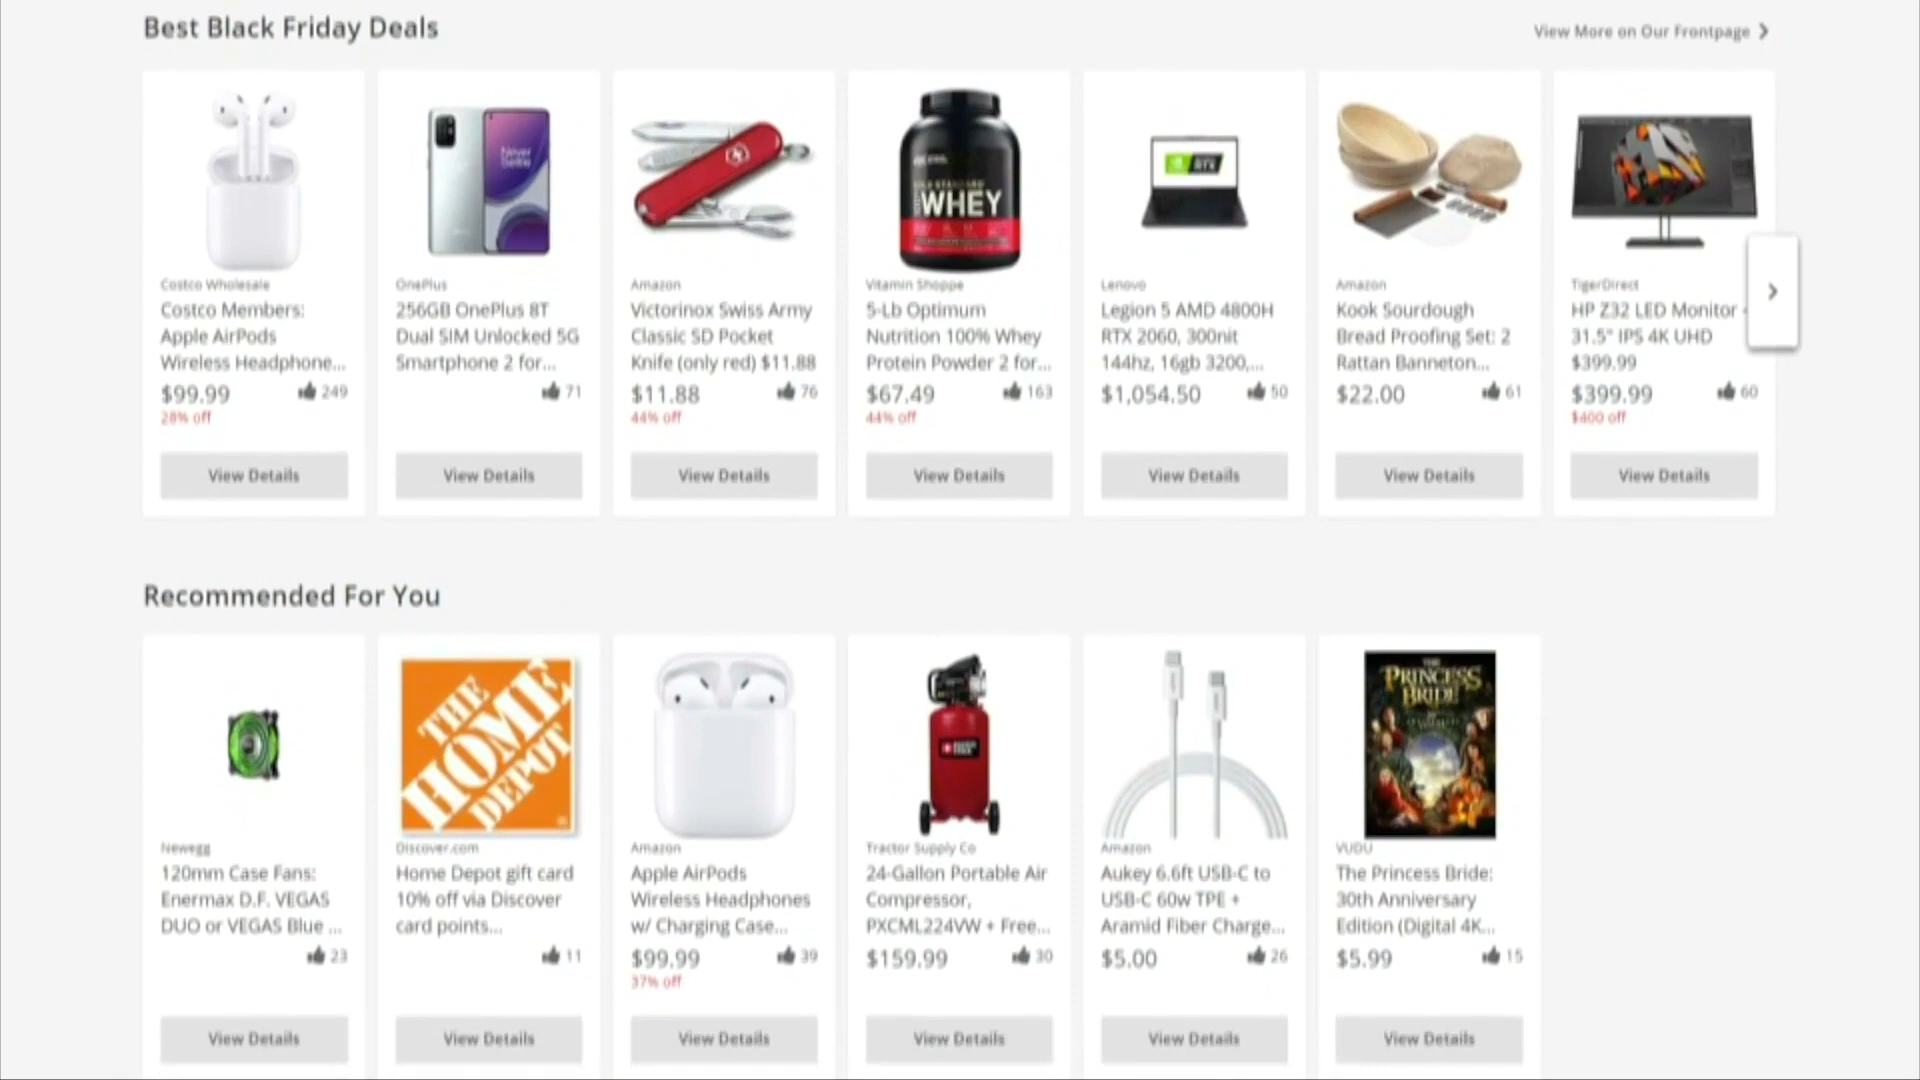 Best Black Friday Deals
View More on Our Frontpage
Never
Settle
WHEY
RTX
Costco Wholesale
Costco Members:
Apple AirPods
Wireless Headphone...
$99.99
249
28% off
View Details
OnePlus
256GB OnePlus 8T
Dual SIM Unlocked 5G
Smartphone 2 for...
71
View Details
Amazon
Victorinox Swiss Army
Classic SD Pocket
Knife (only red) $11.88
$11.88
76
44% off
View Details
Vitamin Shoppe
5-Lb Optimum
Nutrition 100% Whey
Protein Powder 2 for...
$67.49
163
44% off
View Details
Lenovo
Legion 5 AMD 4800H
RTX 2060, 300nit
144hz, 16gb 3200,...
$1,054.50
50
View Details
Amazon
Kook Sourdough
Bread Proofing Set: 2
Rattan Banneton...
$22.00
61
View Details
TigerDirect
HP Z32 LED Monitor -
31.5" IPS 4K UHD
$399.99
$399.99
60
$400 off
View Details
Recommended For You
Newegg
120mm Case Fans:
Enermax D.F. VEGAS
DUO or VEGAS Blue ...
23
View Details
THE
HOME
DEPOT
Discover.com
Home Depot gift card
10% off via Discover
card points...
11
View Details
Amazon
Apple AirPods
Wireless Headphones
w/ Charging Case...
$99.99
39
37% off
View Details
Tractor Supply Co
24-Gallon Portable Air
Compressor,
PXCML224VW + Free...
$159.99
30
View Details
Amazon
Aukey 6.6ft USB-C to
USB-C 60w TPE +
Aramid Fiber Charge...
$5.00
26
View Details
THE
PRINCESS
BRIDE
VUDU
The Princess Bride:
30th Anniversary
Edition (Digital 4K...
$5.99
15
View Details